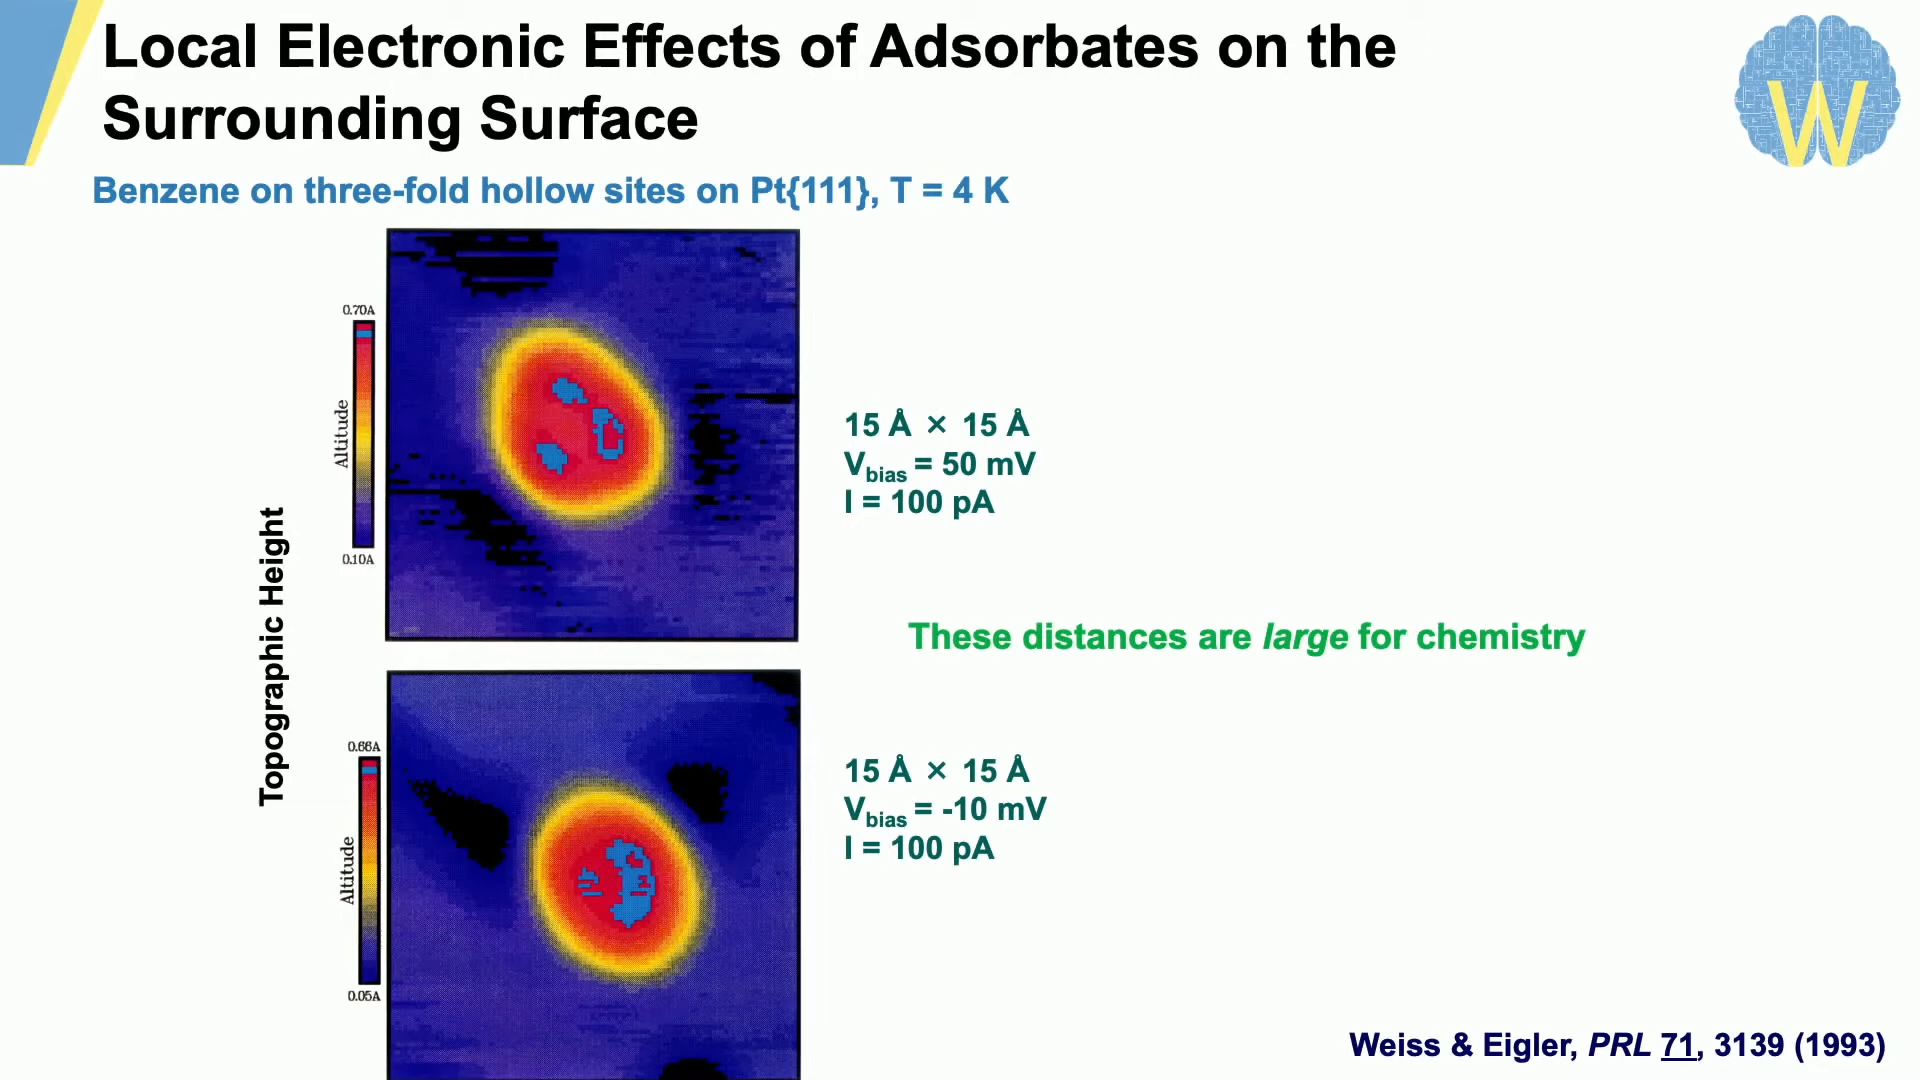 Local Electronic Effects of Adsorbates on the
Surrounding Surface
W
Benzene on three-fold hollow sites on Pt{111}, T = 4 K
Topographic Height
0.70A
Altitude
0.10A
15 Å × 15 Å
Vbias = 50 mV
I = 100 pA
These distances are large for chemistry
0.66A
Altitude
0.05A
15 Å × 15 Å
Vbias = -10 mV
I = 100 pA
Weiss & Eigler, PRL 71, 3139 (1993)